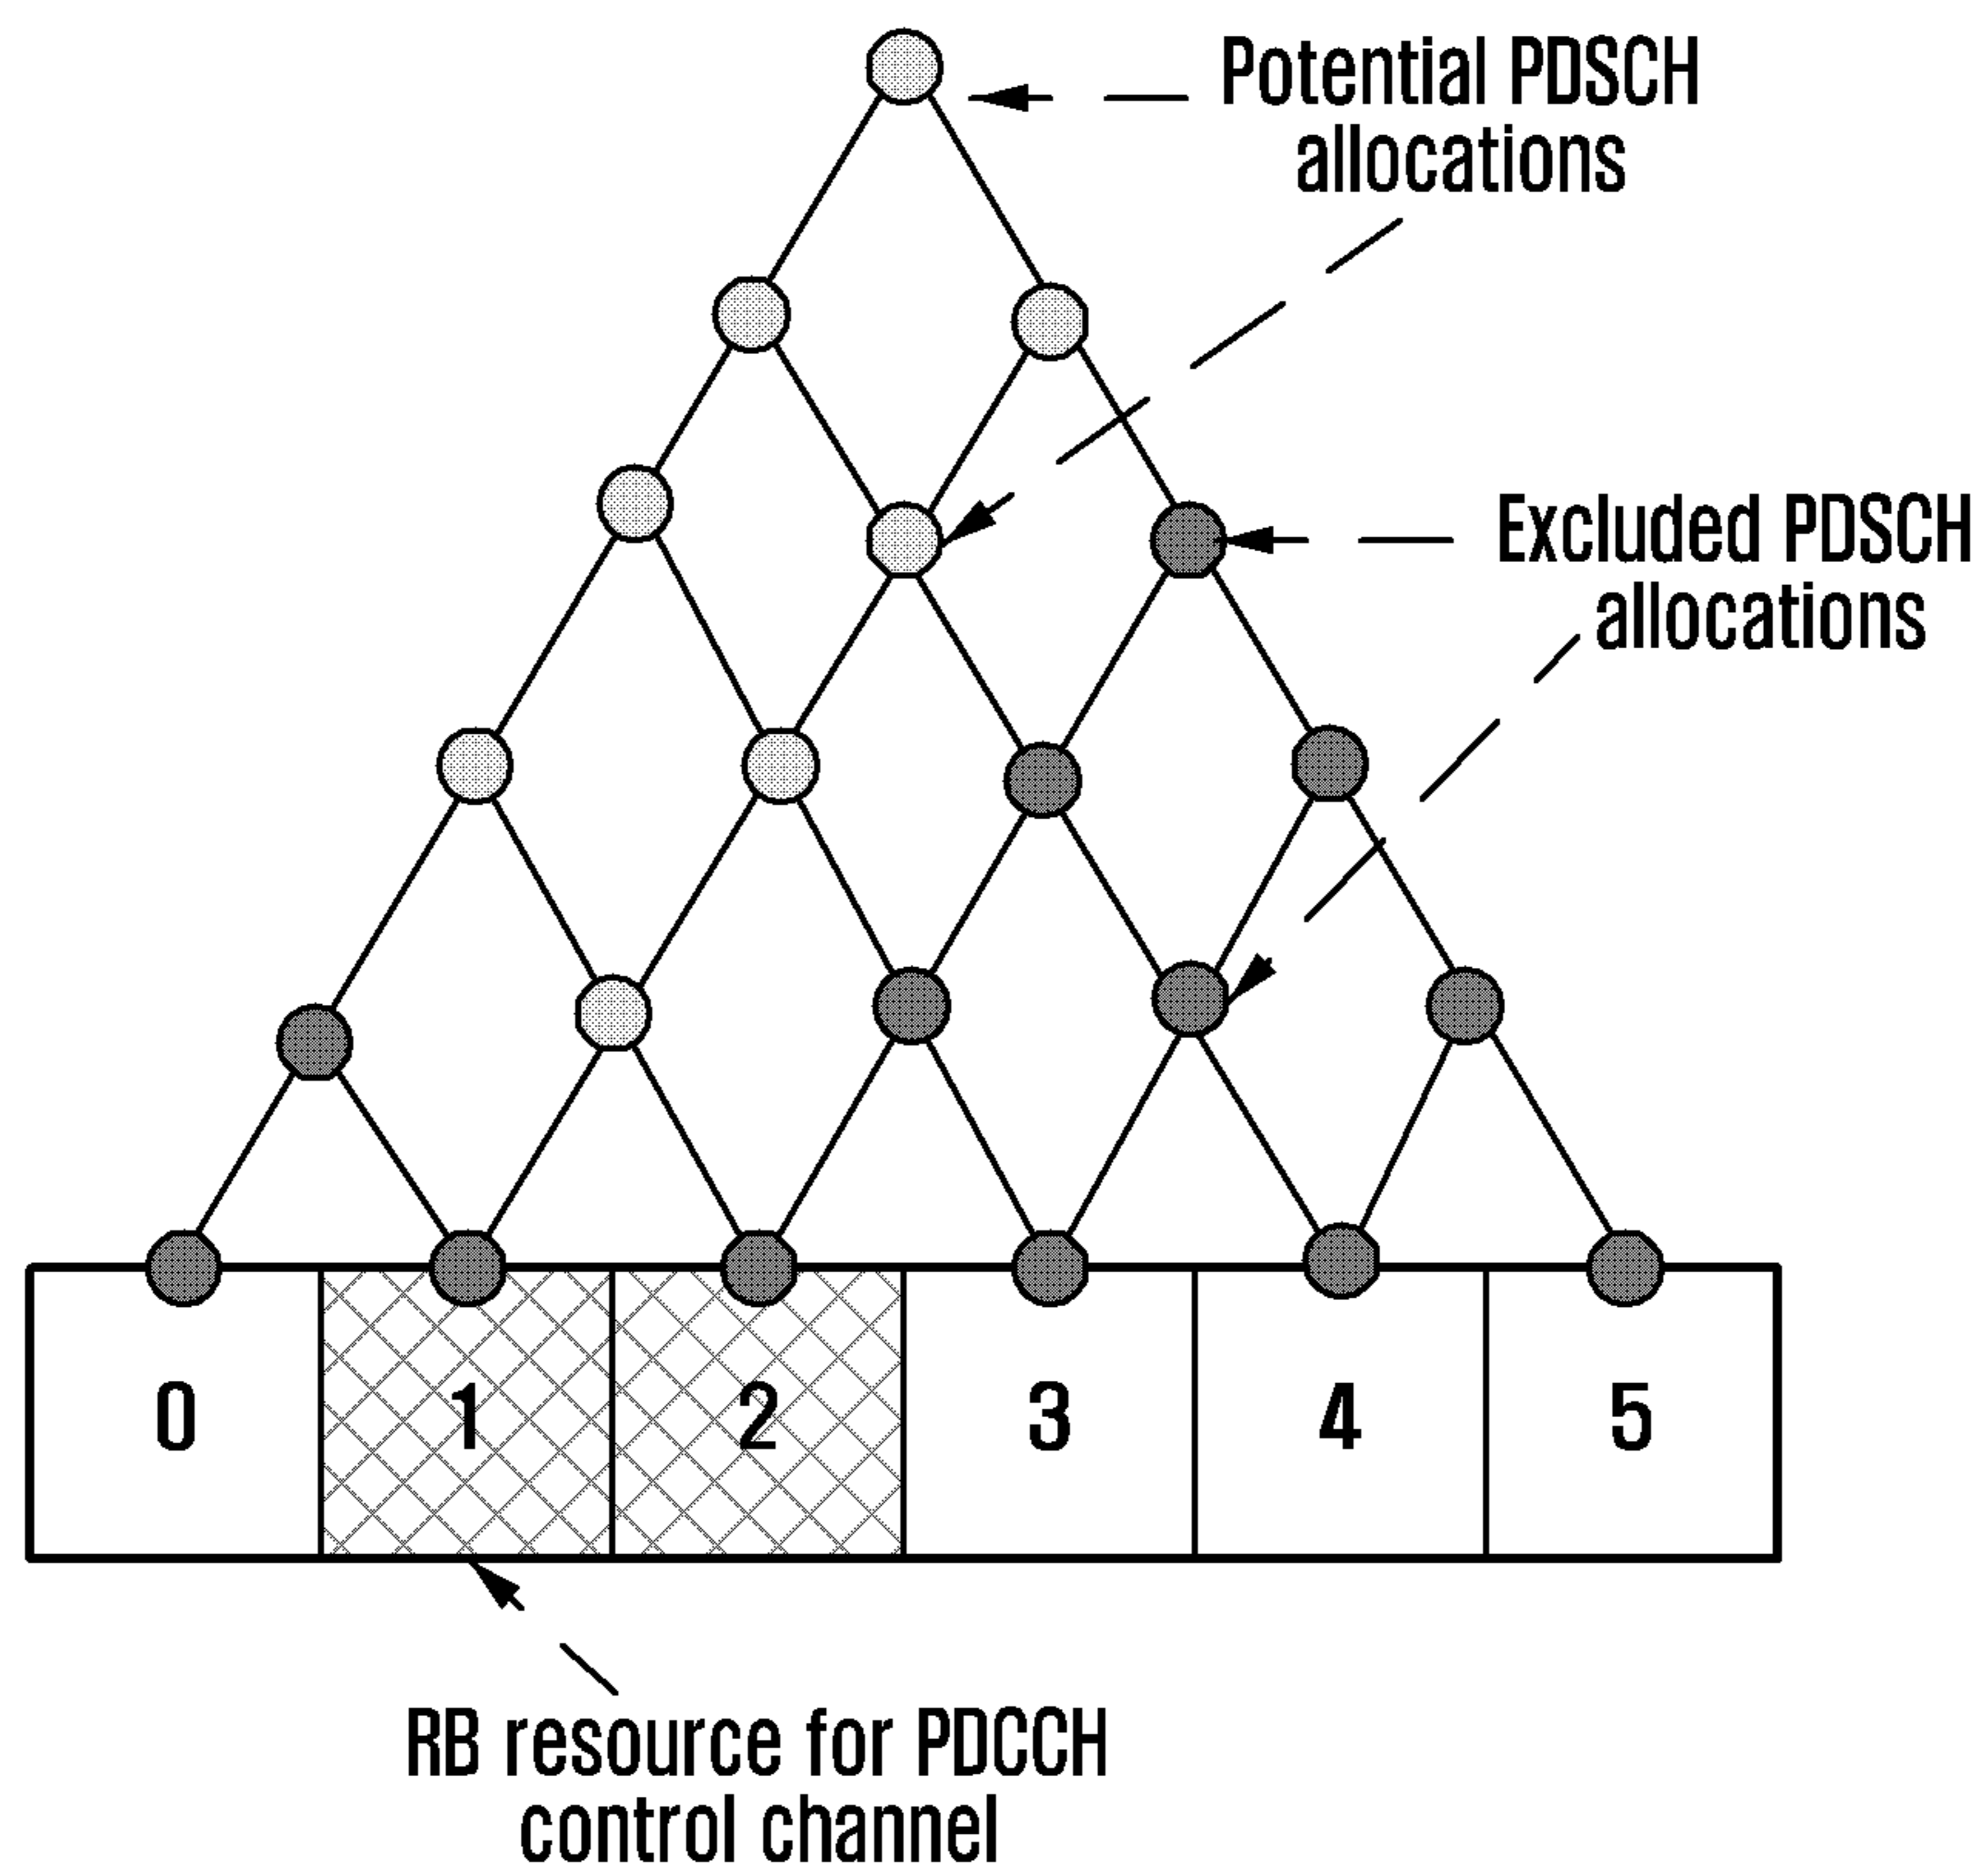 Potential PDSCH
allocations
Excluded PDSCH
allocations
0 1 2 3 4 5
RB resource for PDCCH
control channel